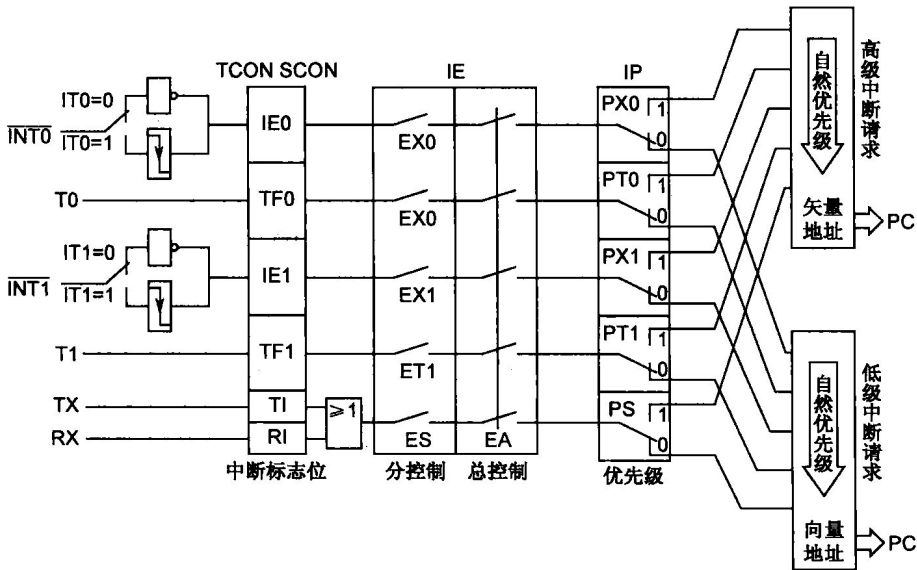 TCON SCON
IE
IP
IT0=0
INT0
IT0=1
IE0
EX0
PX0
1
0
T0
TF0
EX0
PT0
1
0
IT1=0
INT1
IT1=1
IE1
EX1
PX1
1
0
T1
TF1
ET1
PT1
1
0
TX
TI
≥1
RX
RI
ES
EA
PS
1
0
中断标志位
分控制
总控制
优先级
自然优先级
高级中断请求
矢量
地址
PC
自然优先级
低级中断请求
向量
地址
PC